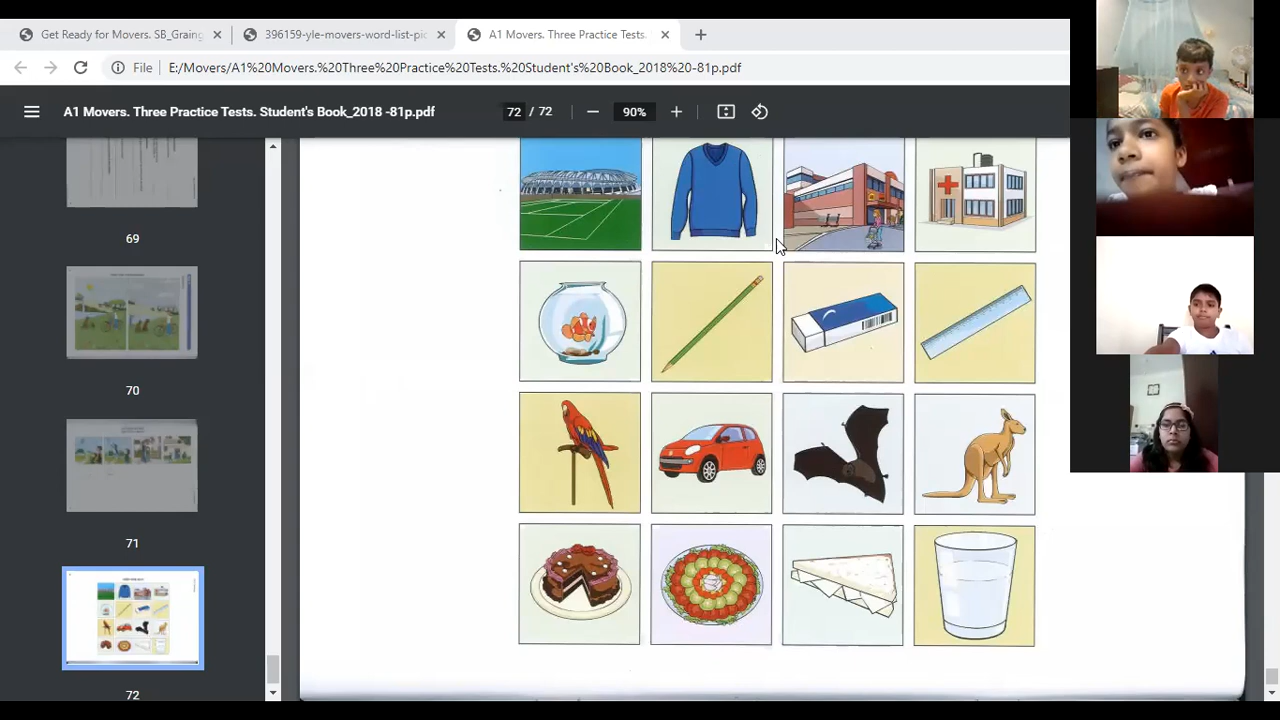 Get Ready for Movers. SB_Graing
396159-yle-movers-word-list-pic
A1 Movers. Three Practice Tests.
File
E:/Movers/A1%20Movers.%20Three%20Practice%20Tests.%20Student's%20Book_2018%20-81p.pdf
A1 Movers. Three Practice Tests. Student's Book_2018 -81p.pdf
72 / 72
90%
69
70
71
72